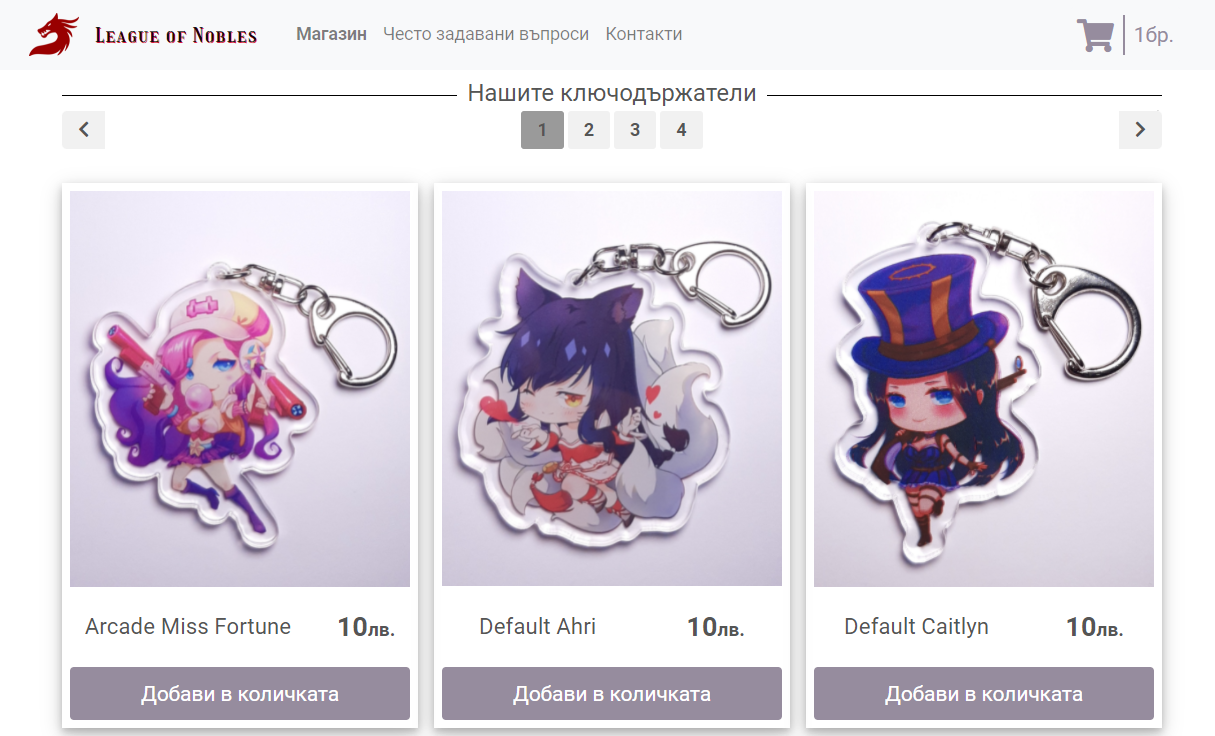 League of Nobles Магазин Често задавани въпроси Контакти 1бр.
Нашите ключодържатели
1 2 3 4
Arcade Miss Fortune 10лв. Default Ahri 10лв. Default Caitlyn 10лв.
Добави в количката Добави в количката Добави в количката